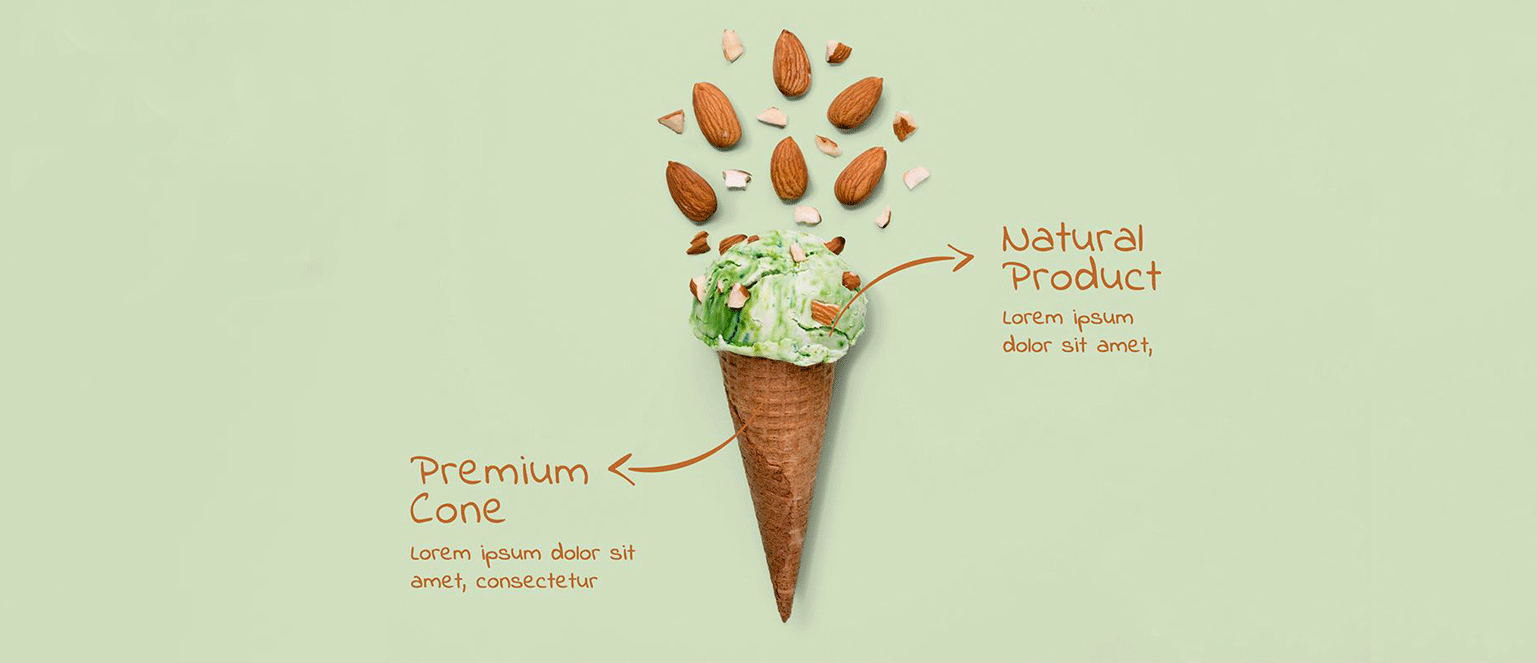 Natural
Product
Lorem ipsum
dolor sit amet,
Premium
Cone
Lorem ipsum dolor sit
amet, consectetur